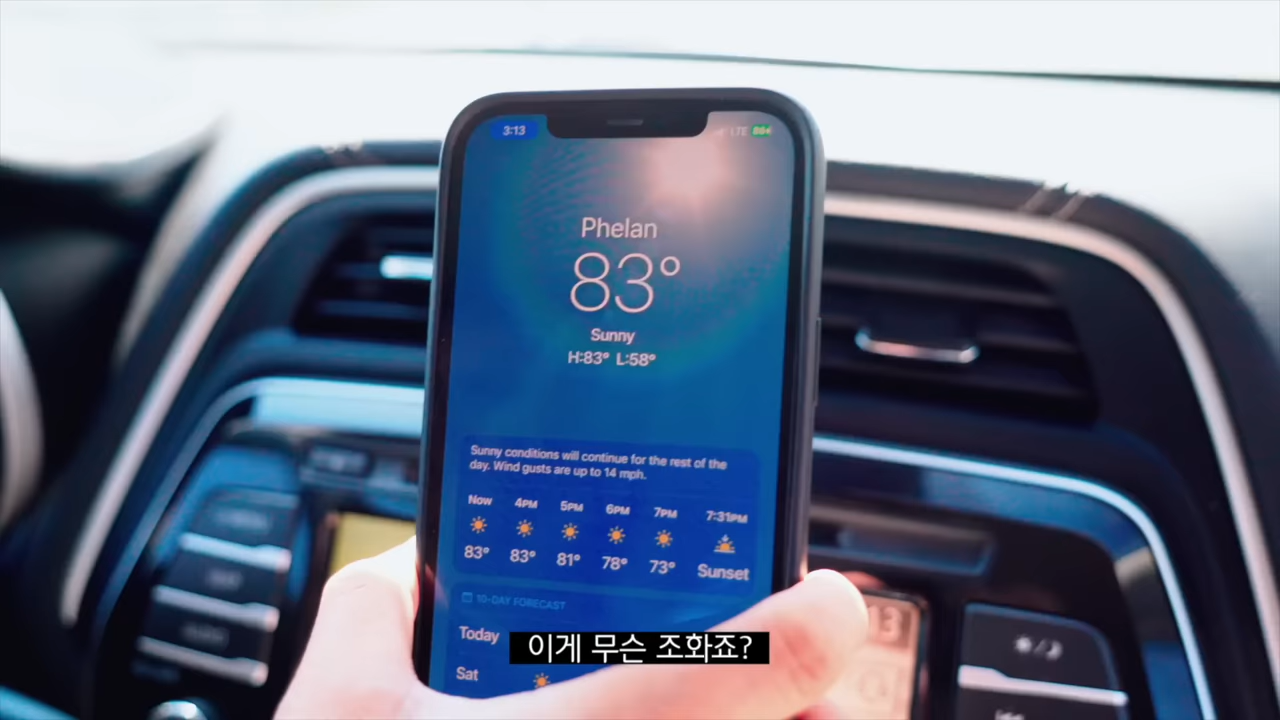 3:13 LTE 86
Phelan
83°
Sunny
H:83° L:58°
Sunny conditions will continue for the rest of the
day. Wind gusts are up to 14 mph.
Now 4PM 5PM 6PM 7PM 7:31PM
83° 83° 81° 78° 73° Sunset
10-DAY FORECAST
Today
Sat
이게 무슨 조화죠?